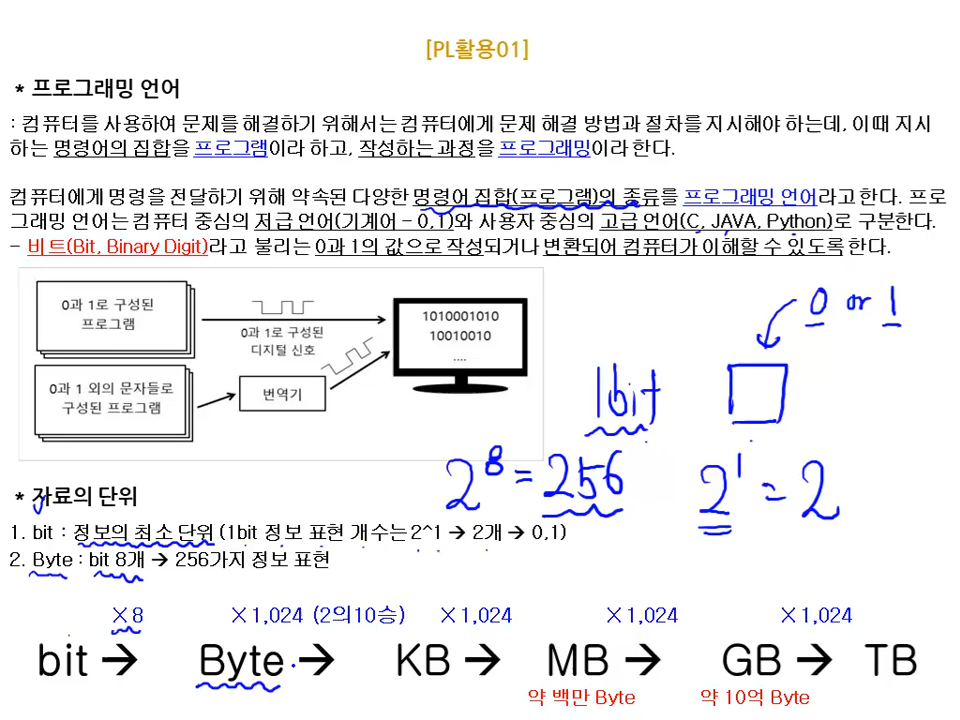 [PL활용01]
* 프로그래밍 언어
: 컴퓨터를 사용하여 문제를 해결하기 위해서는 컴퓨터에게 문제 해결 방법과 절차를 지시해야 하는데, 이때 지시
하는 명령어의 집합을 프로그램이라 하고, 작성하는 과정을 프로그래밍이라 한다.
컴퓨터에게 명령을 전달하기 위해 약속된 다양한 명령어 집합(프로그램)의 종류를 프로그래밍 언어라고 한다. 프로
그래밍 언어는 컴퓨터 중심의 저급 언어(기계어 - 0,1)와 사용자 중심의 고급 언어(C, JAVA, Python)로 구분한다.
- 비트(Bit, Binary Digit)라고 불리는 0과 1의 값으로 작성되거나 변환되어 컴퓨터가 이해할 수 있도록 한다.
0과 1로 구성된
프로그램
0과 1로 구성된
디지털 신호
1010001010
10010010
....
0과 1 외의 문자들로
구성된 프로그램
번역기
0 or 1
1bit
2^8 = 256
2^1 = 2
* 자료의 단위
1. bit : 정보의 최소 단위 (1bit 정보 표현 개수는 2^1 → 2개 → 0,1)
2. Byte : bit 8개 → 256가지 정보 표현
×8 ×1,024 (2의10승) ×1,024 ×1,024 ×1,024
bit → Byte → KB → MB → GB → TB
약 백만 Byte 약 10억 Byte